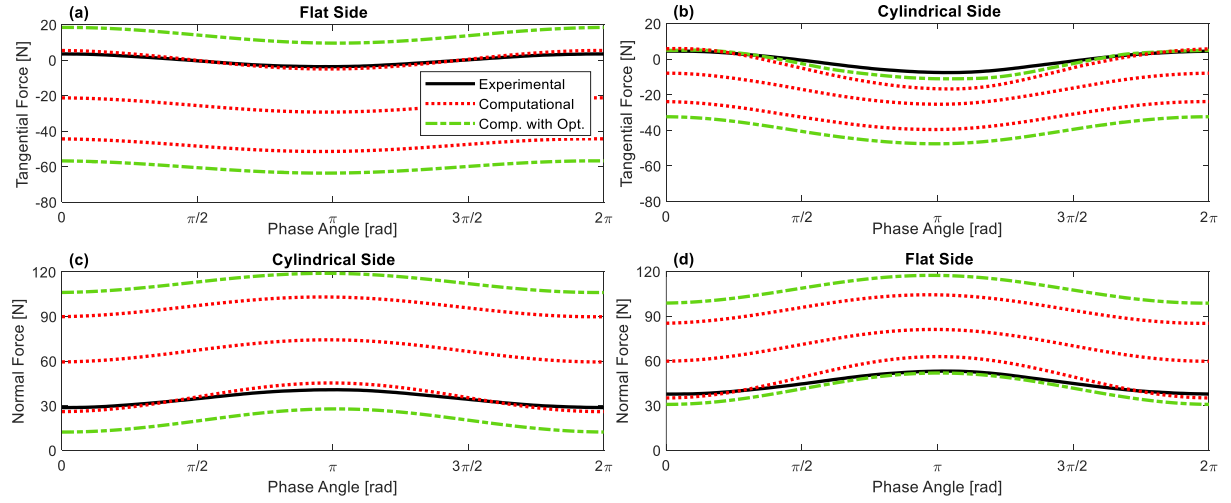 (a) Flat Side
Tangential Force [N]
20
0
-20
-40
-60
-80
0 π/2 π 3π/2 2π
Phase Angle [rad]
Experimental
Computational
Comp. with Opt.
(b) Cylindrical Side
Tangential Force [N]
20
0
-20
-40
-60
-80
0 π/2 π 3π/2 2π
Phase Angle [rad]
(c) Cylindrical Side
Normal Force [N]
120
90
60
30
0
0 π/2 π 3π/2 2π
Phase Angle [rad]
(d) Flat Side
Normal Force [N]
120
90
60
30
0
0 π/2 π 3π/2 2π
Phase Angle [rad]